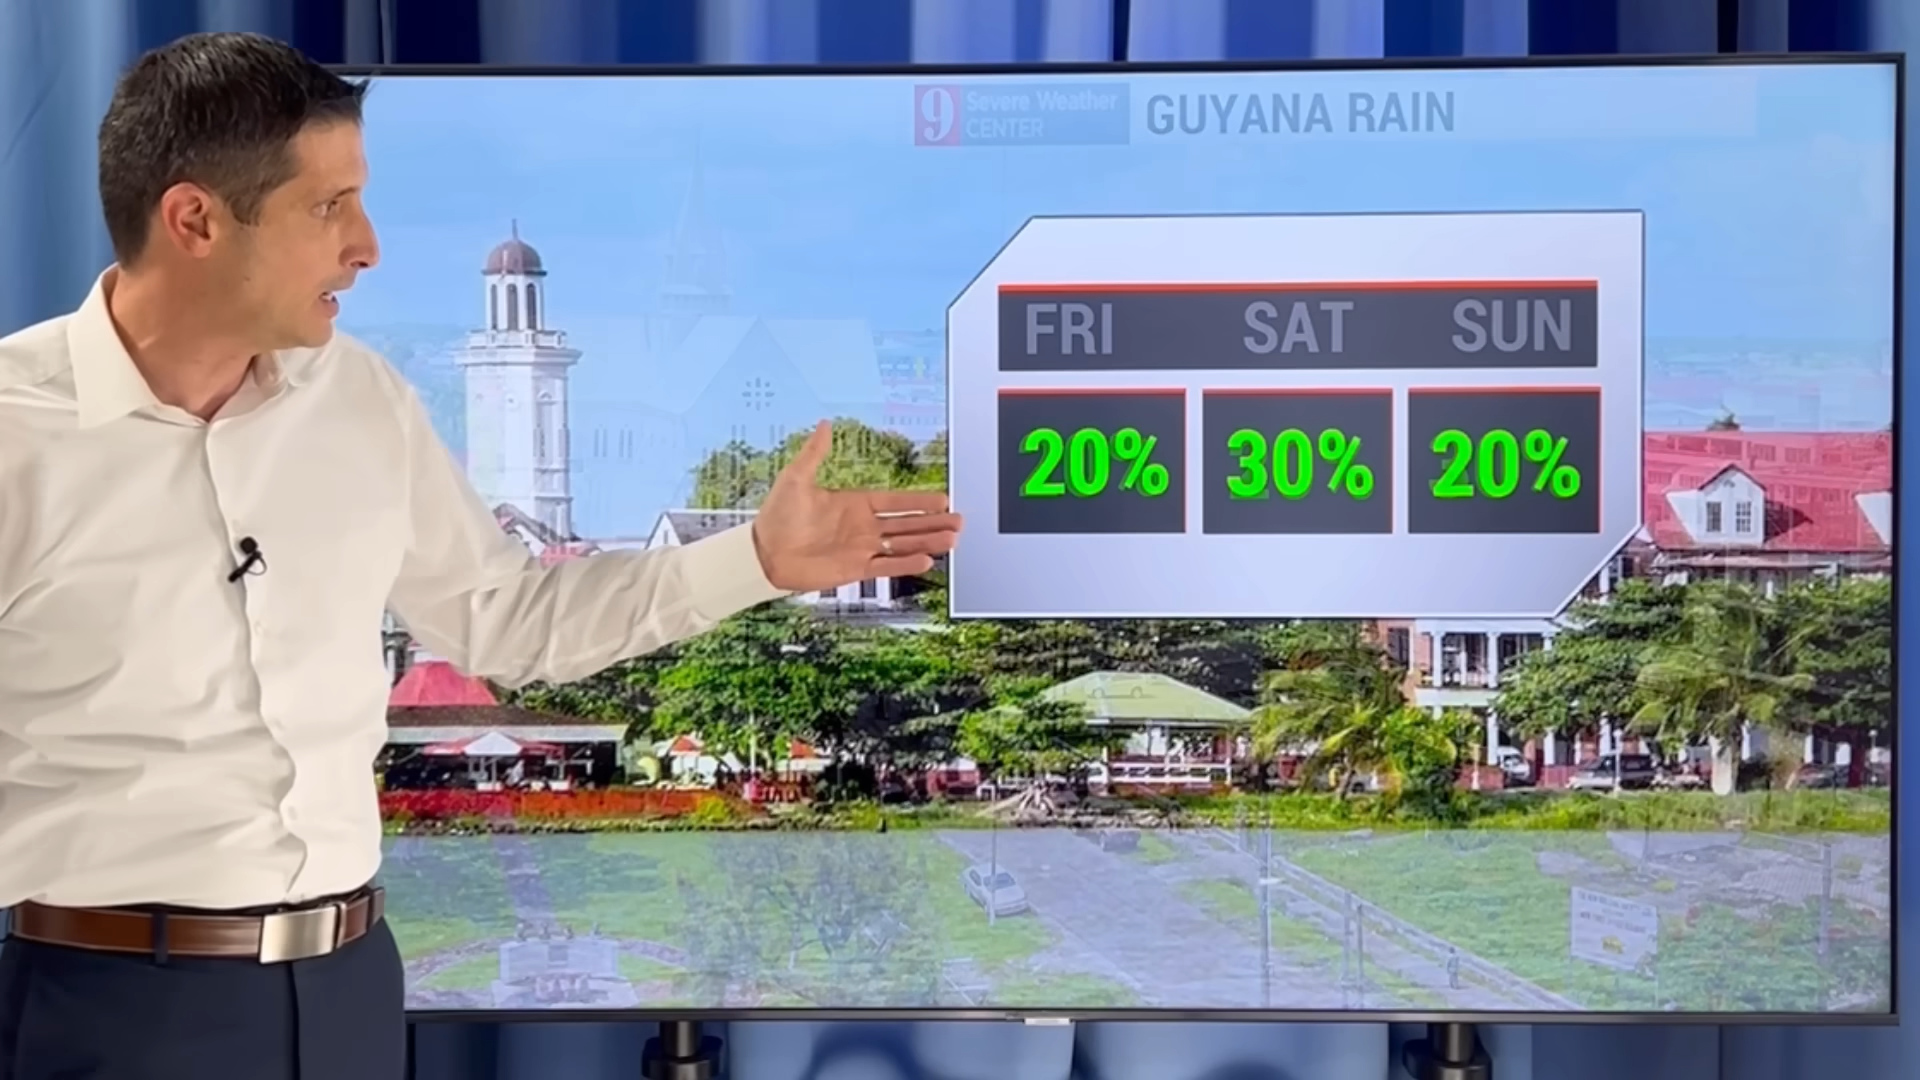 9 Severe Weather
CENTER
GUYANA RAIN
FRI SAT SUN
20% 30% 20%